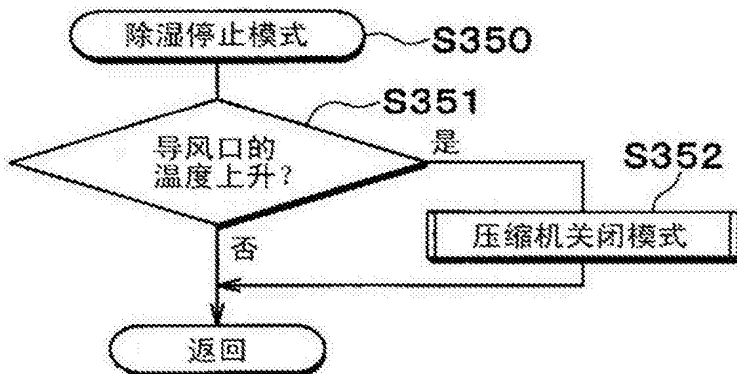 除湿停止模式
S350
S351
导风口的
温度上升？
是
S352
压缩机关闭模式
否
返回